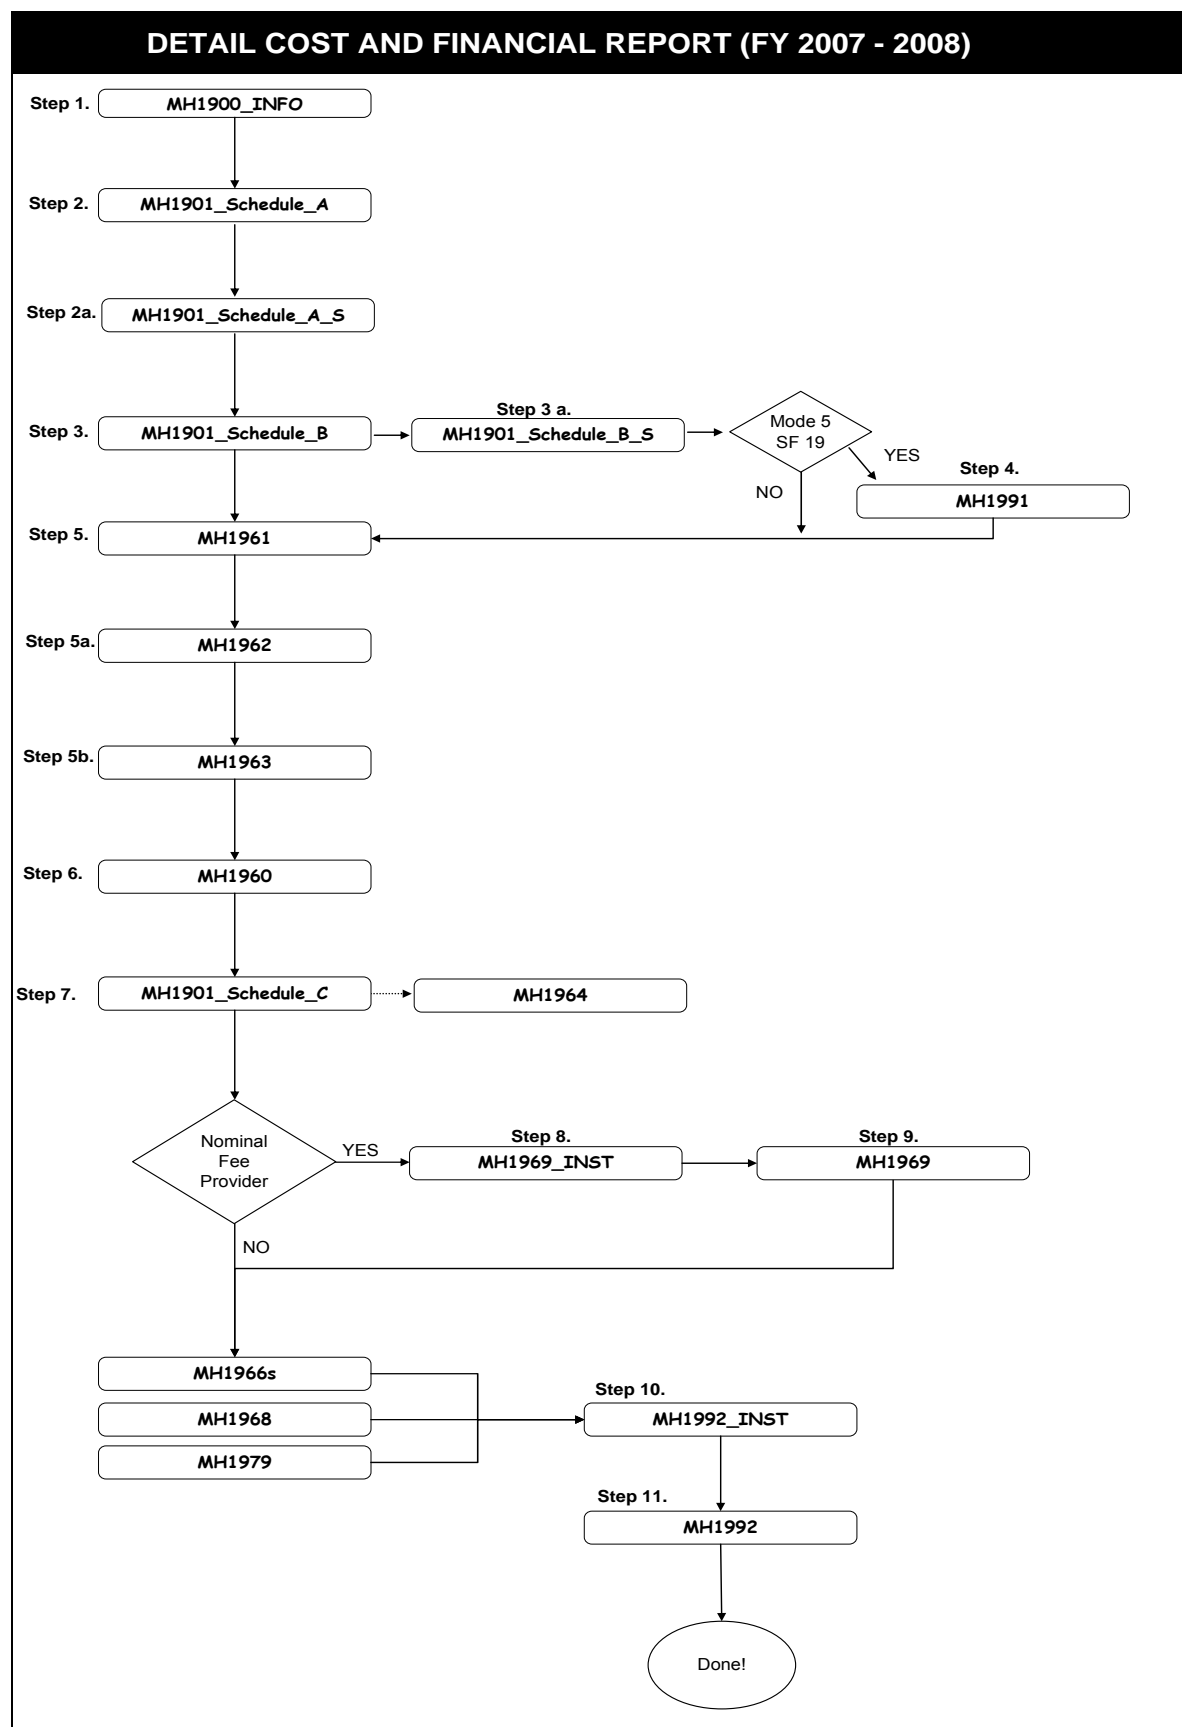 DETAIL COST AND FINANCIAL REPORT (FY 2007 - 2008)
Step 1.
MH1900_INFO
Step 2.
MH1901_Schedule_A
Step 2a.
MH1901_Schedule_A_S
Step 3.
MH1901_Schedule_B
Step 3 a.
MH1901_Schedule_B_S
Mode 5
SF 19
YES
NO
Step 4.
MH1991
Step 5.
MH1961
Step 5a.
MH1962
Step 5b.
MH1963
Step 6.
MH1960
Step 7.
MH1901_Schedule_C
MH1964
Nominal
Fee
Provider
YES
NO
Step 8.
MH1969_INST
Step 9.
MH1969
MH1966s
MH1968
MH1979
Step 10.
MH1992_INST
Step 11.
MH1992
Done!